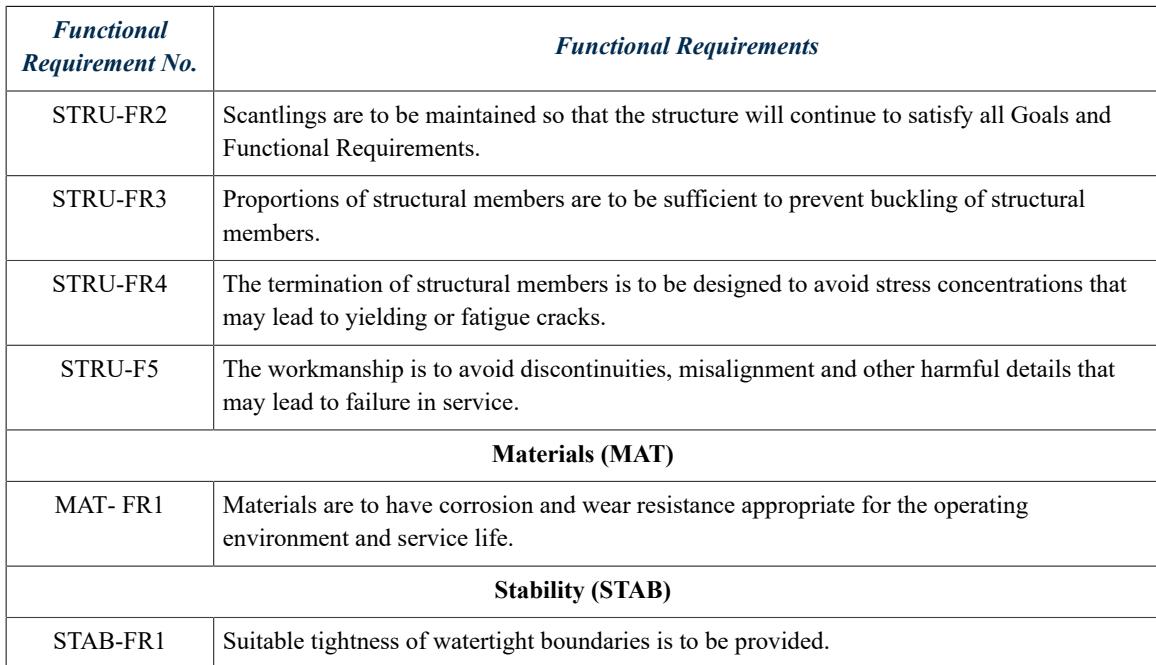 Functional
Requirement No.
Functional Requirements
STRU-FR2
Scantlings are to be maintained so that the structure will continue to satisfy all Goals and
Functional Requirements.
STRU-FR3
Proportions of structural members are to be sufficient to prevent buckling of structural
members.
STRU-FR4
The termination of structural members is to be designed to avoid stress concentrations that
may lead to yielding or fatigue cracks.
STRU-F5
The workmanship is to avoid discontinuities, misalignment and other harmful details that
may lead to failure in service.
Materials (MAT)
MAT- FR1
Materials are to have corrosion and wear resistance appropriate for the operating
environment and service life.
Stability (STAB)
STAB-FR1
Suitable tightness of watertight boundaries is to be provided.